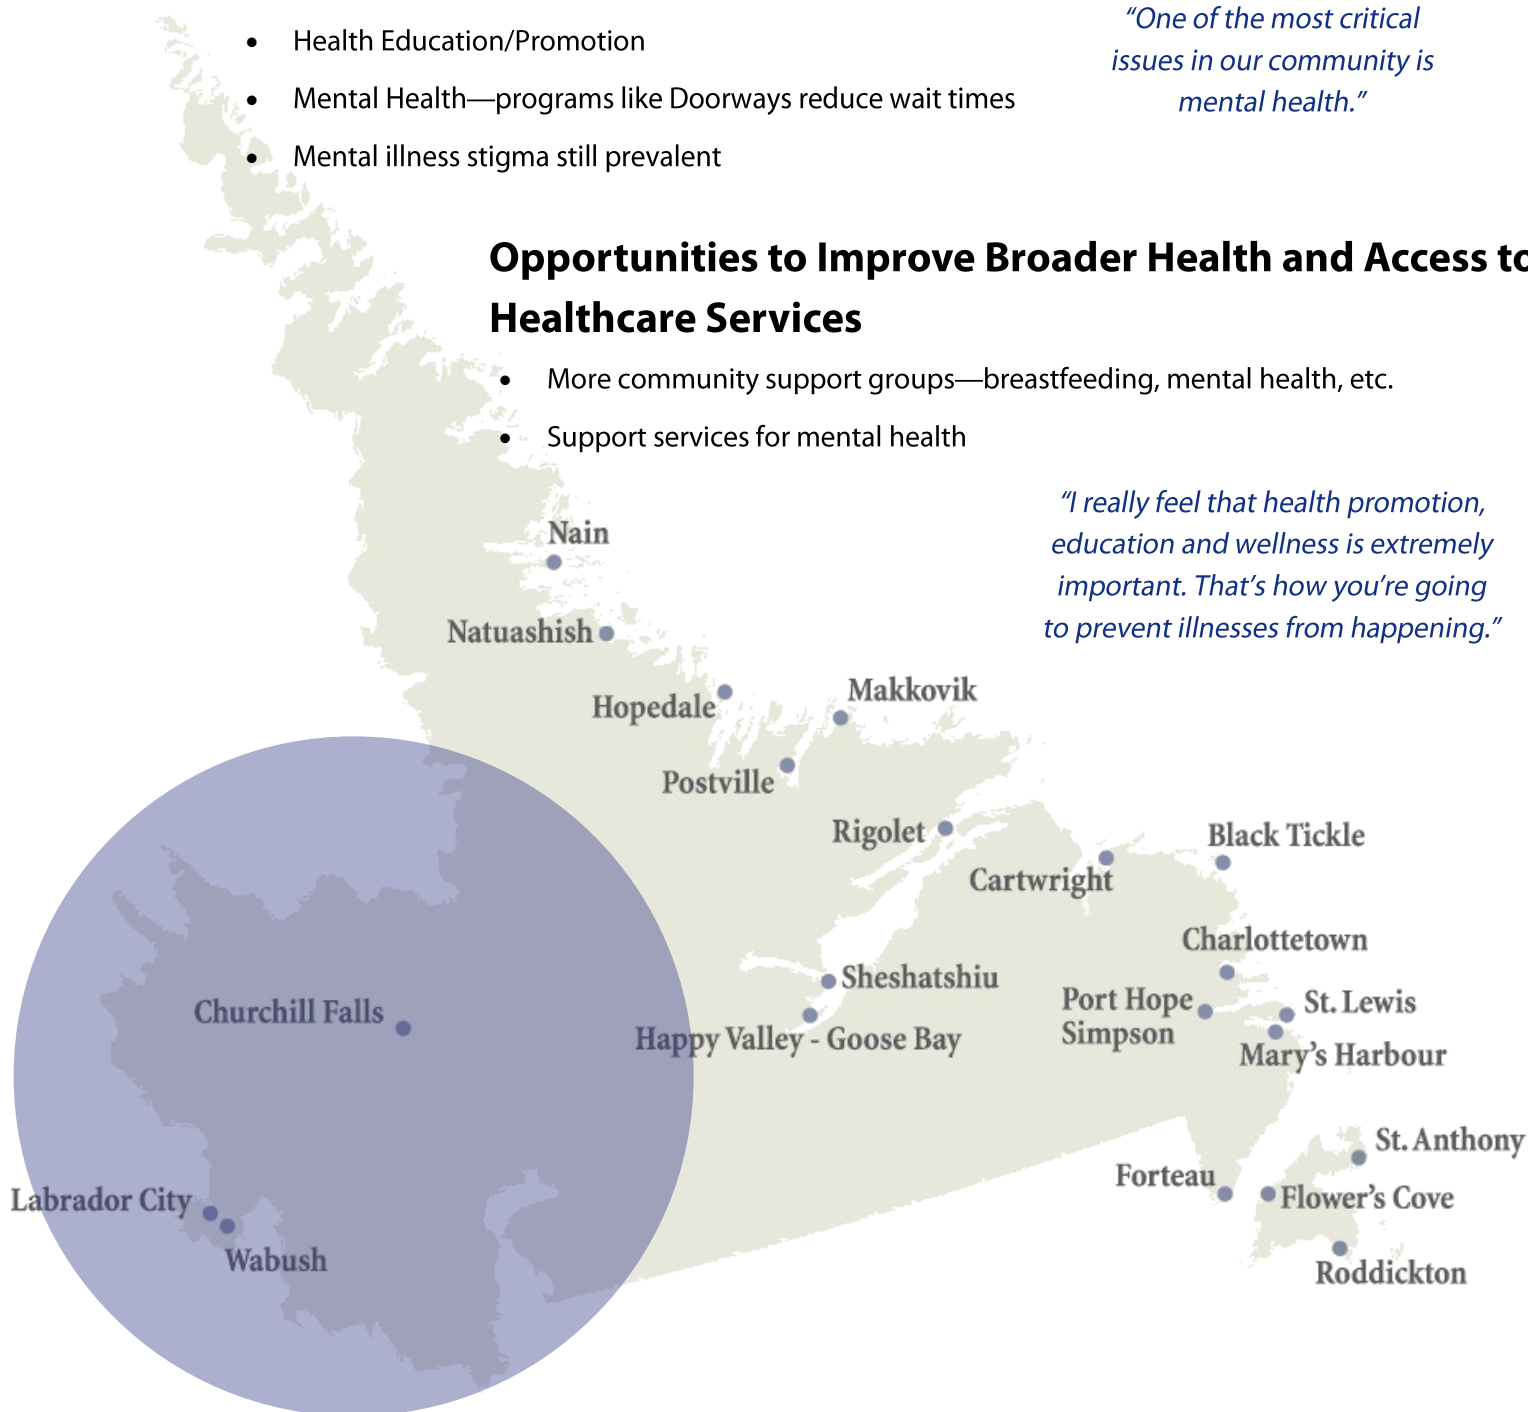 • Health Education/Promotion
• Mental Health—programs like Doorways reduce wait times
• Mental illness stigma still prevalent
“One of the most critical
issues in our community is
mental health.”
Opportunities to Improve Broader Health and Access to
Healthcare Services
• More community support groups—breastfeeding, mental health, etc.
• Support services for mental health
“I really feel that health promotion,
education and wellness is extremely
important. That’s how you’re going
to prevent illnesses from happening.”
Nain
Natuashish
Hopedale
Makkovik
Postville
Rigolet
Cartwright
Black Tickle
Charlottetown
Sheshatshiu
Port Hope
Simpson
St. Lewis
Churchill Falls
Happy Valley - Goose Bay
Mary’s Harbour
St. Anthony
Forteau
Flower’s Cove
Labrador City
Wabush
Roddickton